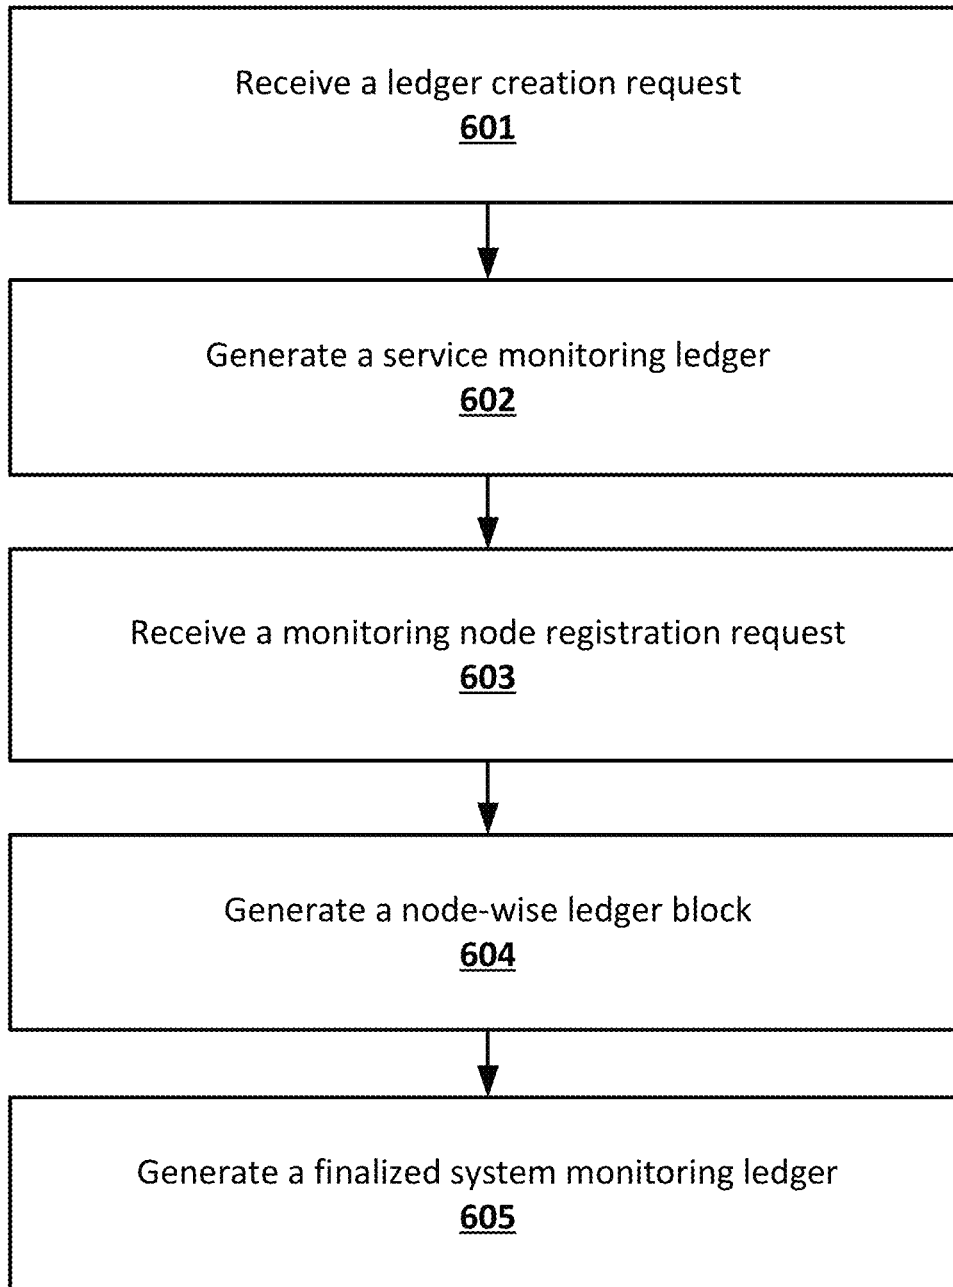 Receive a ledger creation request
601
Generate a service monitoring ledger
602
Receive a monitoring node registration request
603
Generate a node-wise ledger block
604
Generate a finalized system monitoring ledger
605